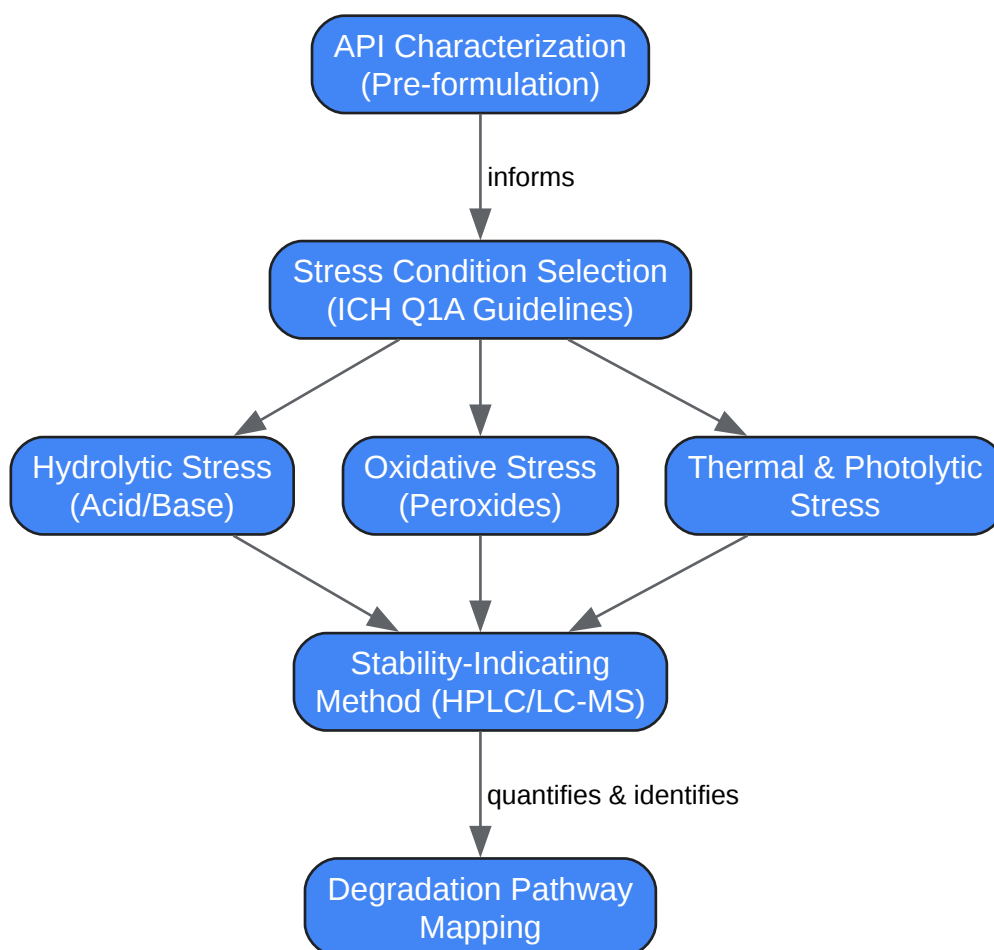 API Characterization
(Pre-formulation)
informs
Stress Condition Selection
(ICH Q1A Guidelines)
Hydrolytic Stress
(Acid/Base)
Oxidative Stress
(Peroxides)
Thermal & Photolytic
Stress
Stability-Indicating
Method (HPLC/LC-MS)
quantifies & identifies
Degradation Pathway
Mapping